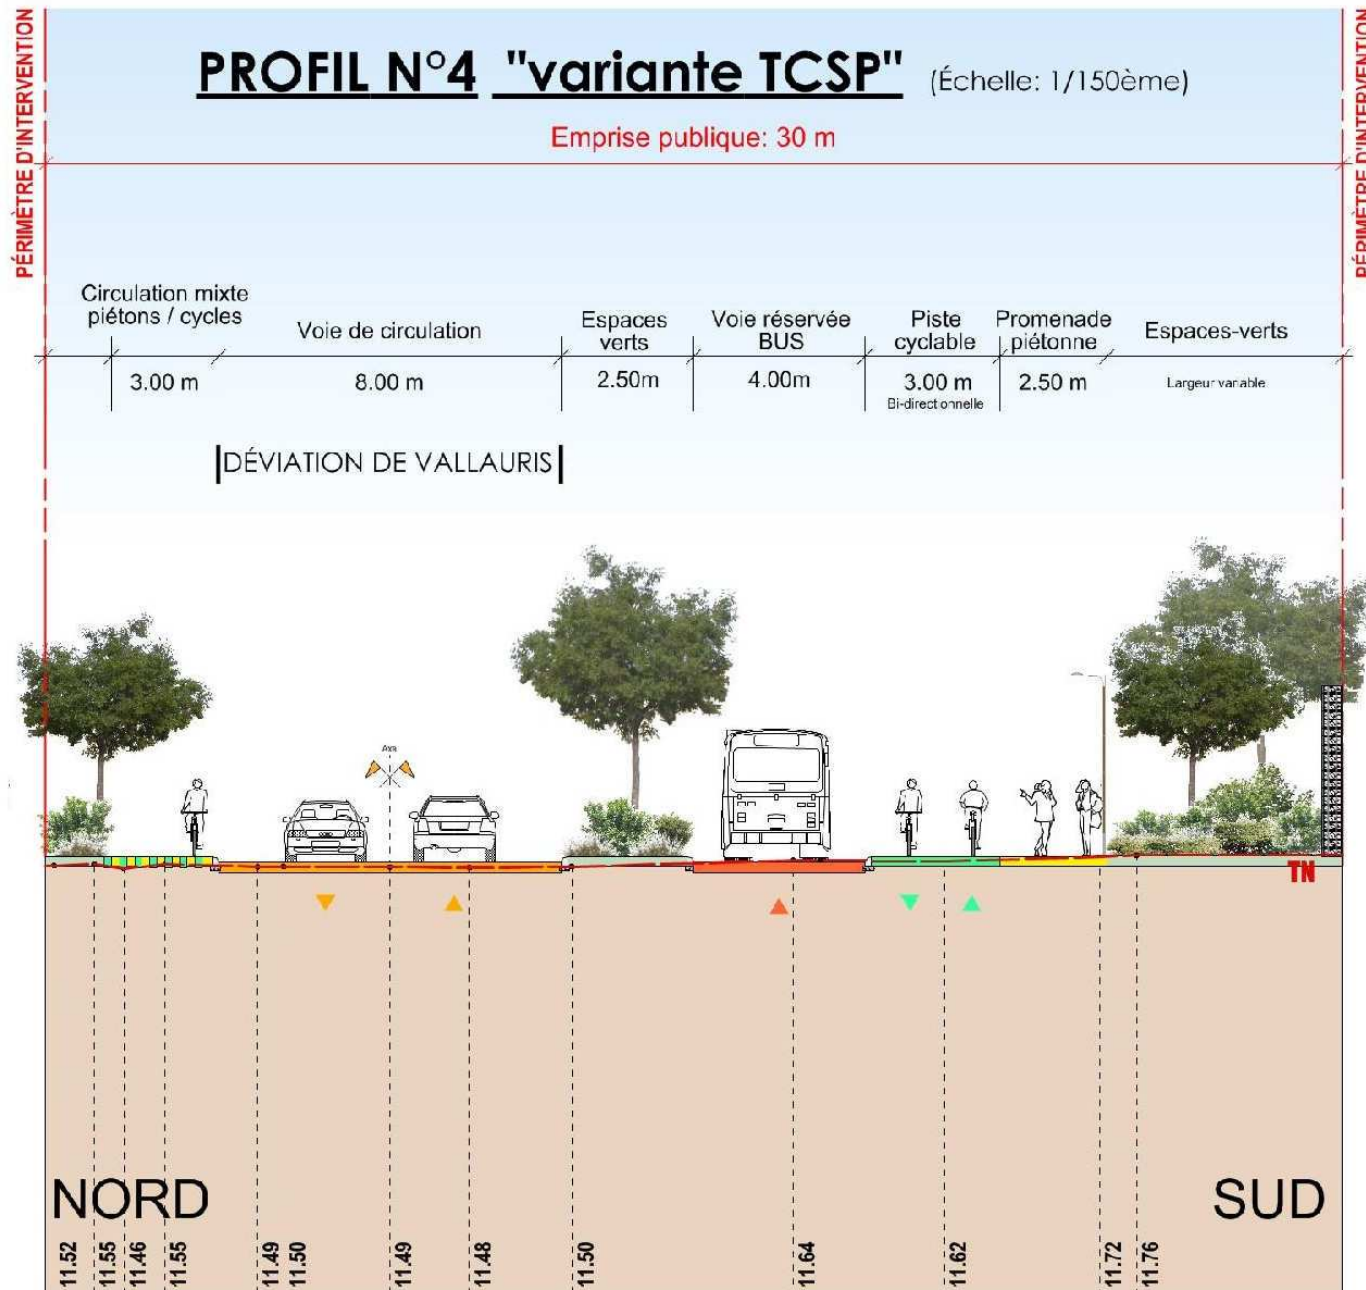 PROFIL N°4 "variante TCSP" (Échelle: 1/150ème)
Emprise publique: 30 m
PÉRIMÈTRE D'INTERVENTION
PÉRIMÈTRE D'INTERVENTION
Circulation mixte
piétons / cycles
Voie de circulation
Espaces
verts
Voie réservée
BUS
Piste
cyclable
Promenade
piétonne
Espaces-verts
3.00 m
8.00 m
2.50m
4.00m
3.00 m
Bi-directionnelle
2.50 m
Largeur variable
DÉVIATION DE VALLAURIS
Axe
TN
NORD
SUD
11.52
11.55
11.46
11.55
11.49
11.50
11.49
11.48
11.50
11.64
11.62
11.72
11.76